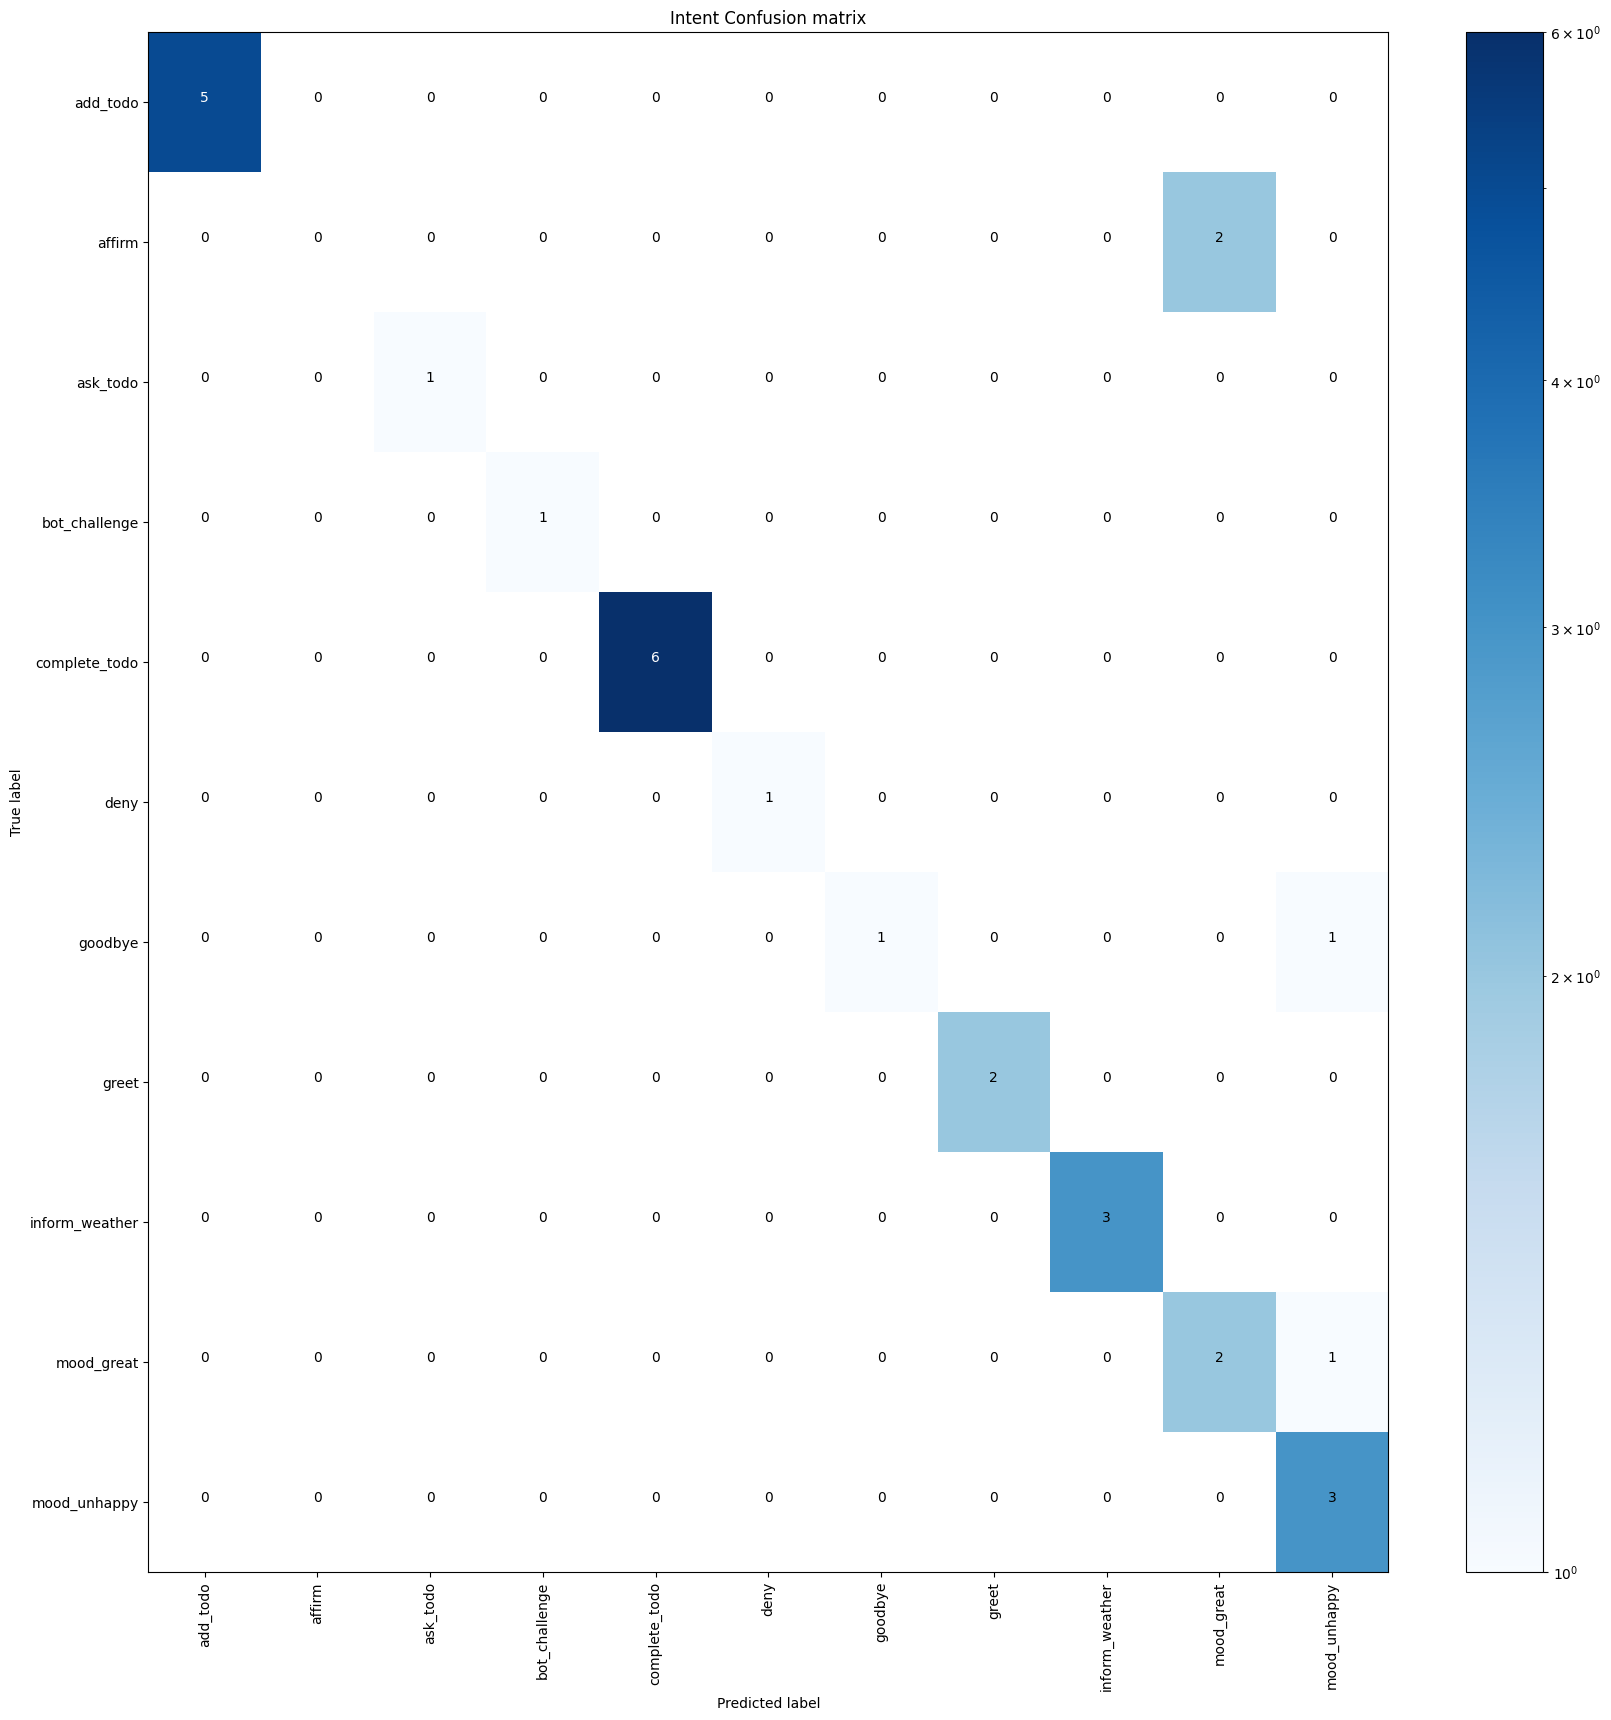 Intent Confusion matrix
6 × 10⁰
add_todo 5 0 0 0 0 0 0 0 0 0 0
affirm 0 0 0 0 0 0 0 0 0 2 0
ask_todo 0 0 1 0 0 0 0 0 0 0 0
4 × 10⁰
bot_challenge 0 0 0 1 0 0 0 0 0 0 0
3 × 10⁰
complete_todo 0 0 0 0 6 0 0 0 0 0 0
True label
deny 0 0 0 0 0 1 0 0 0 0 0
goodbye 0 0 0 0 0 0 1 0 0 0 1
2 × 10⁰
greet 0 0 0 0 0 0 0 2 0 0 0
inform_weather 0 0 0 0 0 0 0 0 3 0 0
mood_great 0 0 0 0 0 0 0 0 0 2 1
mood_unhappy 0 0 0 0 0 0 0 0 0 0 3
10⁰
add_todo
affirm
ask_todo
bot_challenge
complete_todo
deny
goodbye
greet
inform_weather
mood_great
mood_unhappy
Predicted label